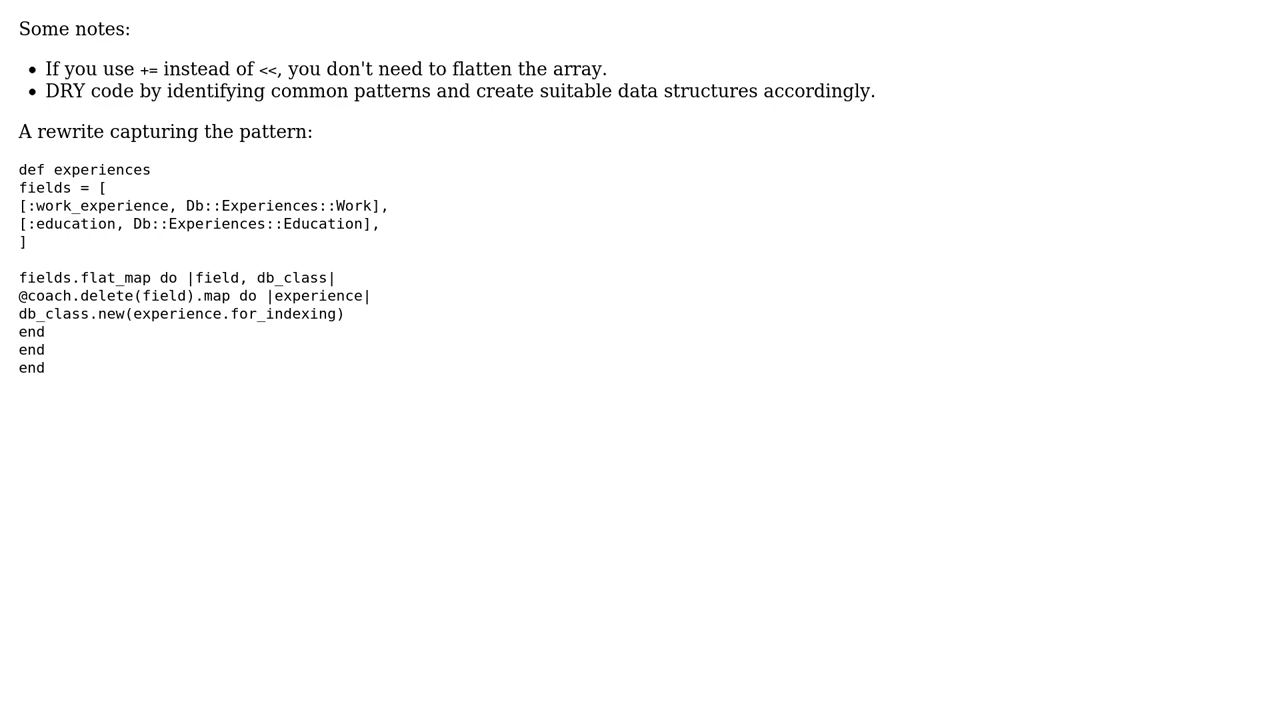 Some notes:
• If you use += instead of <<, you don't need to flatten the array.
• DRY code by identifying common patterns and create suitable data structures accordingly.
A rewrite capturing the pattern:
def experiences
fields = [
[:work_experience, Db::Experiences::Work],
[:education, Db::Experiences::Education],
]
fields.flat_map do |field, db_class|
@coach.delete(field).map do |experience|
db_class.new(experience.for_indexing)
end
end
end